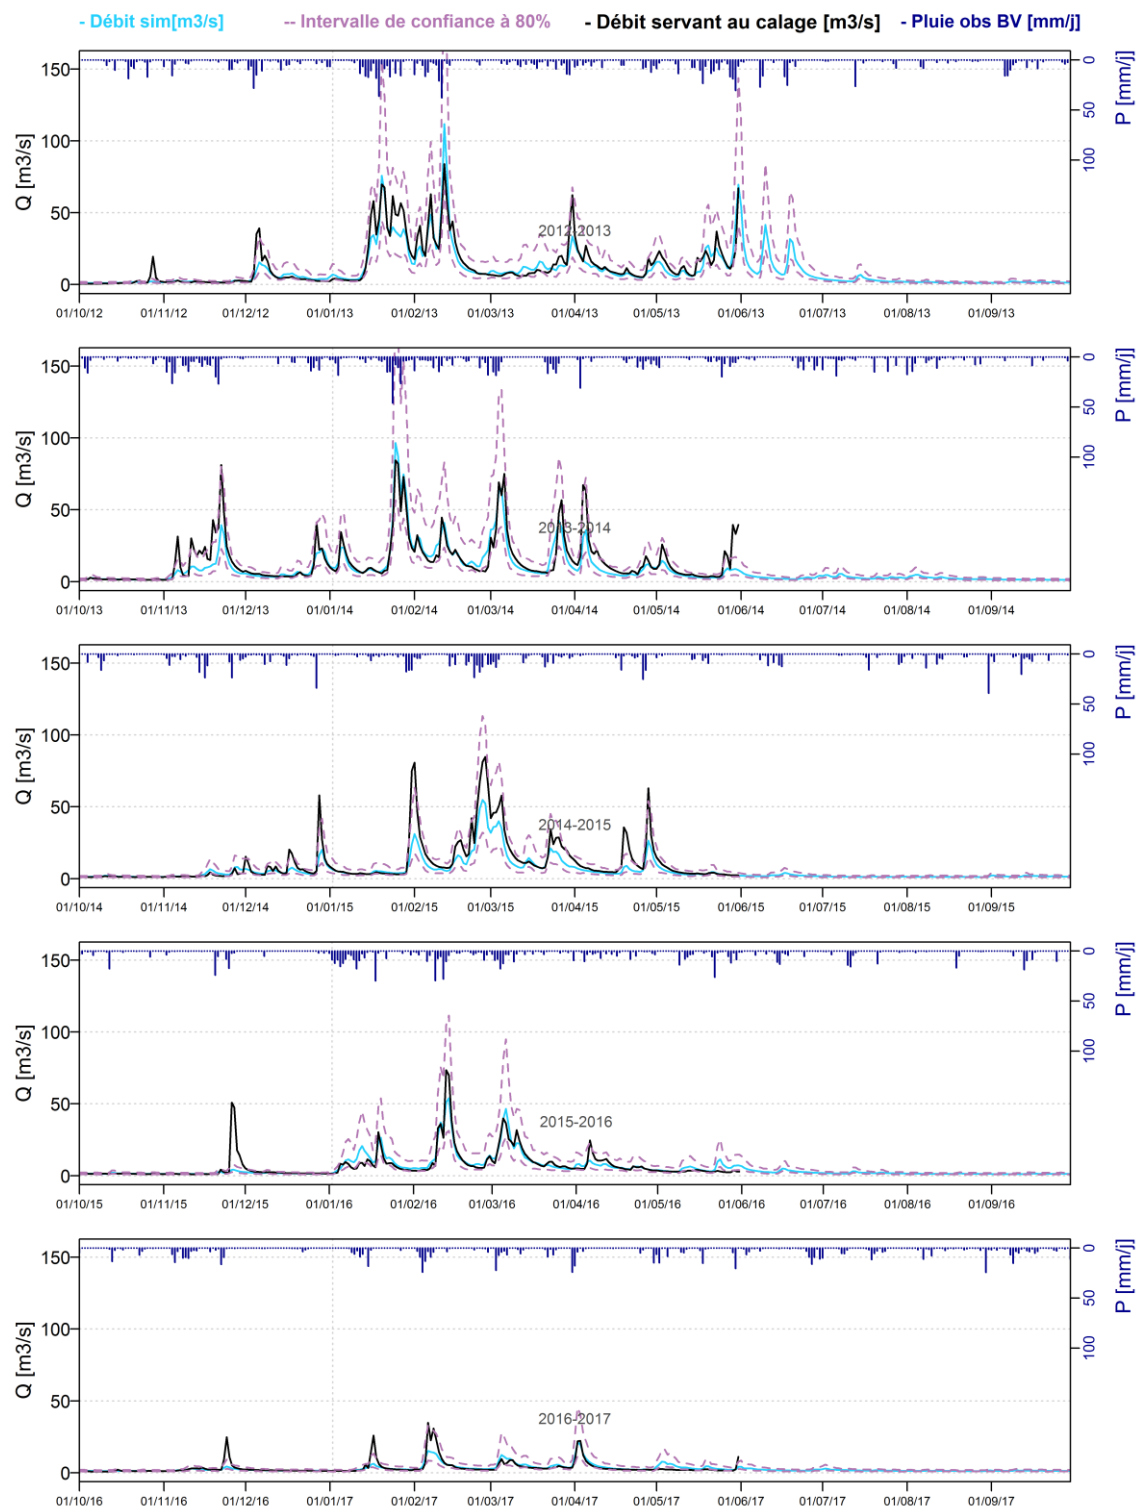 - Débit sim[m3/s] -- Intervalle de confiance à 80% - Débit servant au calage [m3/s] - Pluie obs BV [mm/j]
150
100
50
0
Q [m3/s]
0
50
100
P [mm/j]
2012-2013
01/10/12 01/11/12 01/12/12 01/01/13 01/02/13 01/03/13 01/04/13 01/05/13 01/06/13 01/07/13 01/08/13 01/09/13
150
100
50
0
Q [m3/s]
0
50
100
P [mm/j]
2013-2014
01/10/13 01/11/13 01/12/13 01/01/14 01/02/14 01/03/14 01/04/14 01/05/14 01/06/14 01/07/14 01/08/14 01/09/14
150
100
50
0
Q [m3/s]
0
50
100
P [mm/j]
2014-2015
01/10/14 01/11/14 01/12/14 01/01/15 01/02/15 01/03/15 01/04/15 01/05/15 01/06/15 01/07/15 01/08/15 01/09/15
150
100
50
0
Q [m3/s]
0
50
100
P [mm/j]
2015-2016
01/10/15 01/11/15 01/12/15 01/01/16 01/02/16 01/03/16 01/04/16 01/05/16 01/06/16 01/07/16 01/08/16 01/09/16
150
100
50
0
Q [m3/s]
0
50
100
P [mm/j]
2016-2017
01/10/16 01/11/16 01/12/16 01/01/17 01/02/17 01/03/17 01/04/17 01/05/17 01/06/17 01/07/17 01/08/17 01/09/17